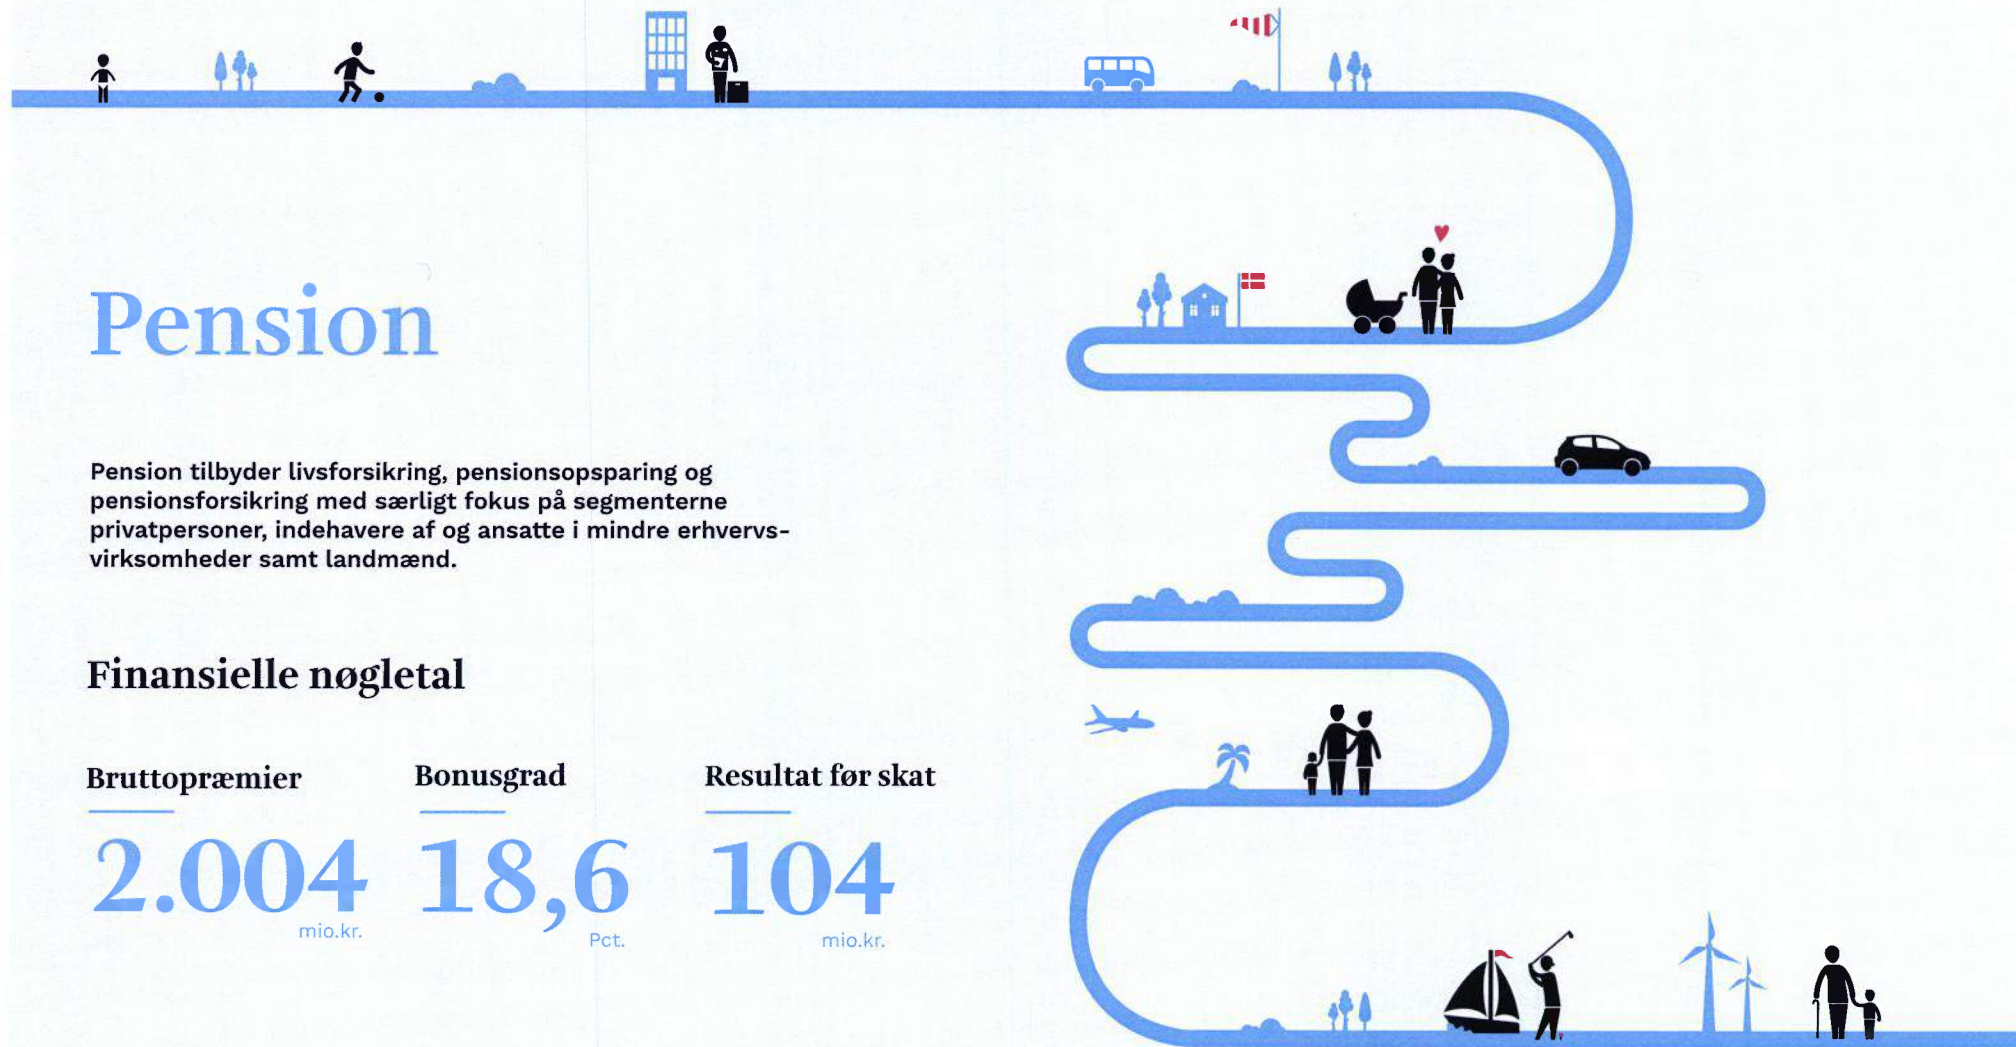 Pension
Pension tilbyder livsforsikring, pensionsopsparing og
pensionsforsikring med særligt fokus på segmenterne
privatpersoner, indehavere af og ansatte i mindre erhvervs-
virksomheder samt landmænd.
Finansielle nøgletal
Bruttopræmier
2.004
mio.kr.
Bonusgrad
18,6
Pct.
Resultat før skat
104
mio.kr.